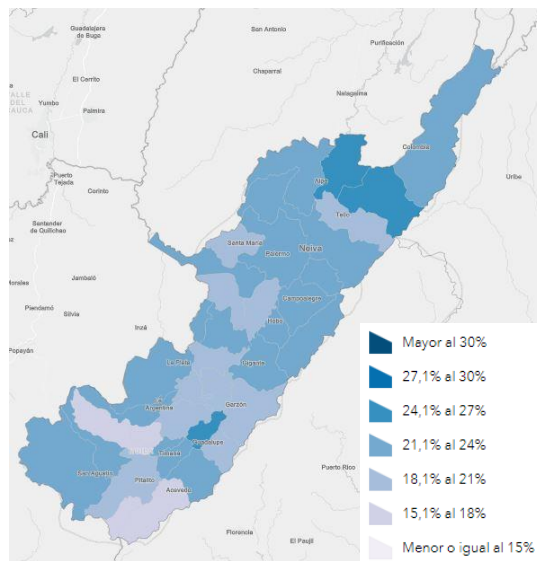 Guadalajara
de Buga
San Antonio
Purificación
El Cerrito
Chaparral
Natagaima
VALLE
DEL
CAUCA
Yumbo
Palmira
Cali
Colombia
Puerto
Tejada
Corinto
Aipe
Uribe
Santander
de Quilichao
Tello
Santa María
Neiva
Palermo
Morales
Jambaló
Piendamó
Silvia
Campoalegre
Inzá
Hobo
Popayán
La Plata
Gigante
La
Argentina
Garzón
Guadalupe
Timaná
San Agustín
Pitalito
Acevedo
Puerto Rico
Florencia
El Paujil
Mayor al 30%
27,1% al 30%
24,1% al 27%
21,1% al 24%
18,1% al 21%
15,1% al 18%
Menor o igual al 15%